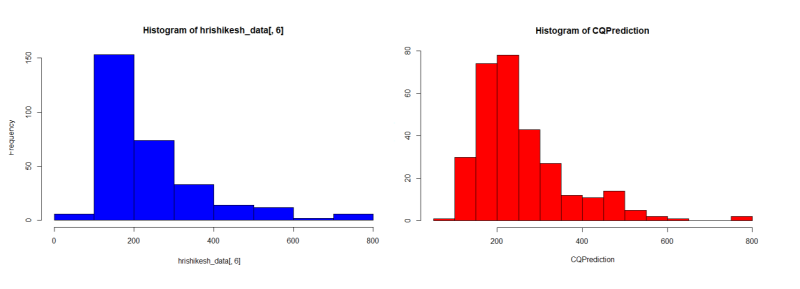 Histogram of hrishikesh_data[, 6]
Frequency
150
100
50
0
0 200 400 600 800
hrishikesh_data[, 6]
Histogram of CQPrediction
80
60
40
20
0
200 400 600 800
CQPrediction